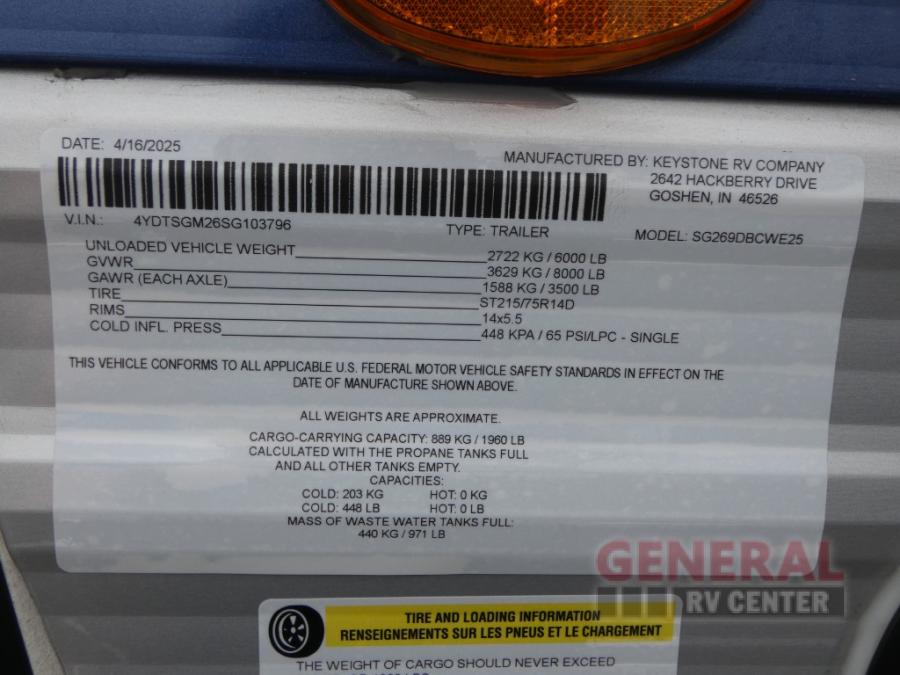 DATE: 4/16/2025
MANUFACTURED BY: KEYSTONE RV COMPANY
2642 HACKBERRY DRIVE
GOSHEN, IN 46526
V.I.N.: 4YDTSGM26SG103796
TYPE: TRAILER
MODEL: SG269DBCWE25
UNLOADED VEHICLE WEIGHT 2722 KG / 6000 LB
GVWR 3629 KG / 8000 LB
GAWR (EACH AXLE) 1588 KG / 3500 LB
TIRE ST215/75R14D
RIMS 14x5.5
COLD INFL. PRESS 448 KPA / 65 PSI/LPC - SINGLE
THIS VEHICLE CONFORMS TO ALL APPLICABLE U.S. FEDERAL MOTOR VEHICLE SAFETY STANDARDS IN EFFECT ON THE
DATE OF MANUFACTURE SHOWN ABOVE.
ALL WEIGHTS ARE APPROXIMATE.
CARGO-CARRYING CAPACITY: 889 KG / 1960 LB
CALCULATED WITH THE PROPANE TANKS FULL
AND ALL OTHER TANKS EMPTY.
CAPACITIES:
COLD: 203 KG HOT: 0 KG
COLD: 448 LB HOT: 0 LB
MASS OF WASTE WATER TANKS FULL:
440 KG / 971 LB
GENERAL
RV CENTER
TIRE AND LOADING INFORMATION
RENSEIGNEMENTS SUR LES PNEUS ET LE CHARGEMENT
THE WEIGHT OF CARGO SHOULD NEVER EXCEED